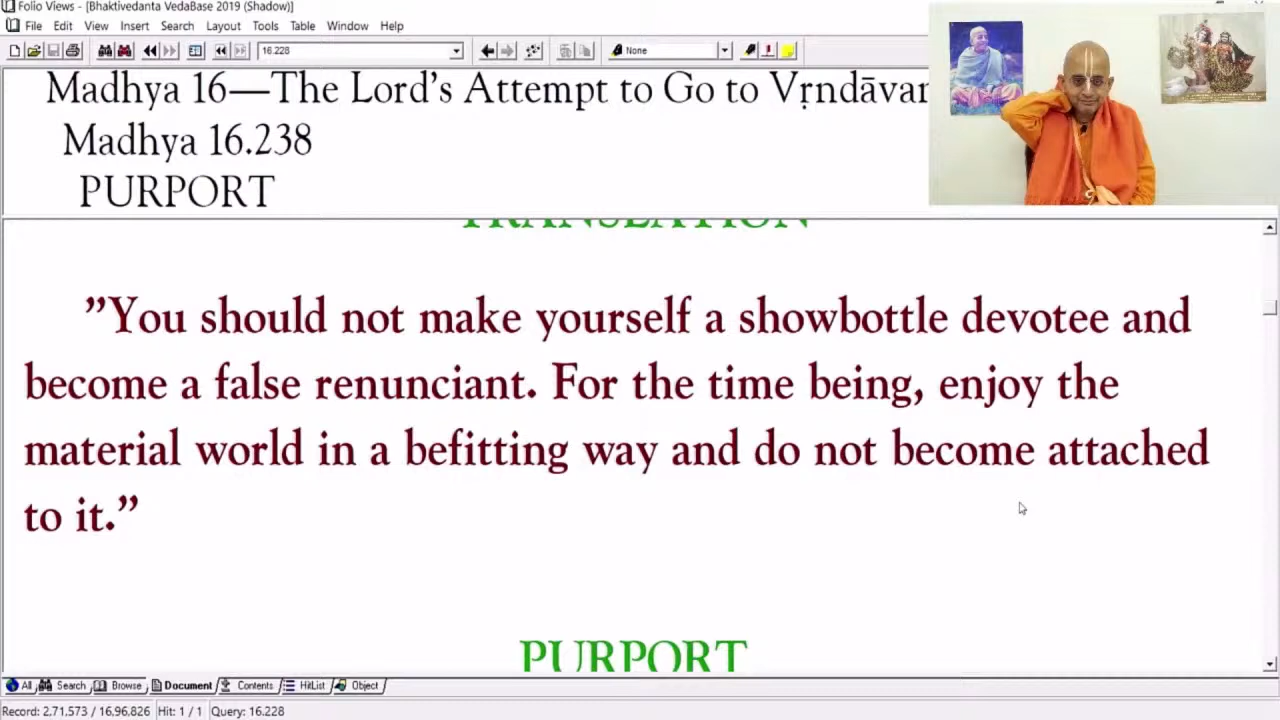 Folio Views - [Bhaktivedanta VedaBase 2019 (Shadow)]
File Edit View Insert Search Layout Tools Table Window Help
16.228 None
Madhya 16—The Lord's Attempt to Go to
Madhya 16.238
PURPORT
TRANSLATION
"You should not make yourself a showbottle devotee and
become a false renunciant. For the time being, enjoy the
material world in a befitting way and do not become attached
to it."
PURPORT
All Search Browse Document Contents HitList Object
Record: 2,71,573 / 16,96,826 Hit: 1 / 1 Query: 16.228